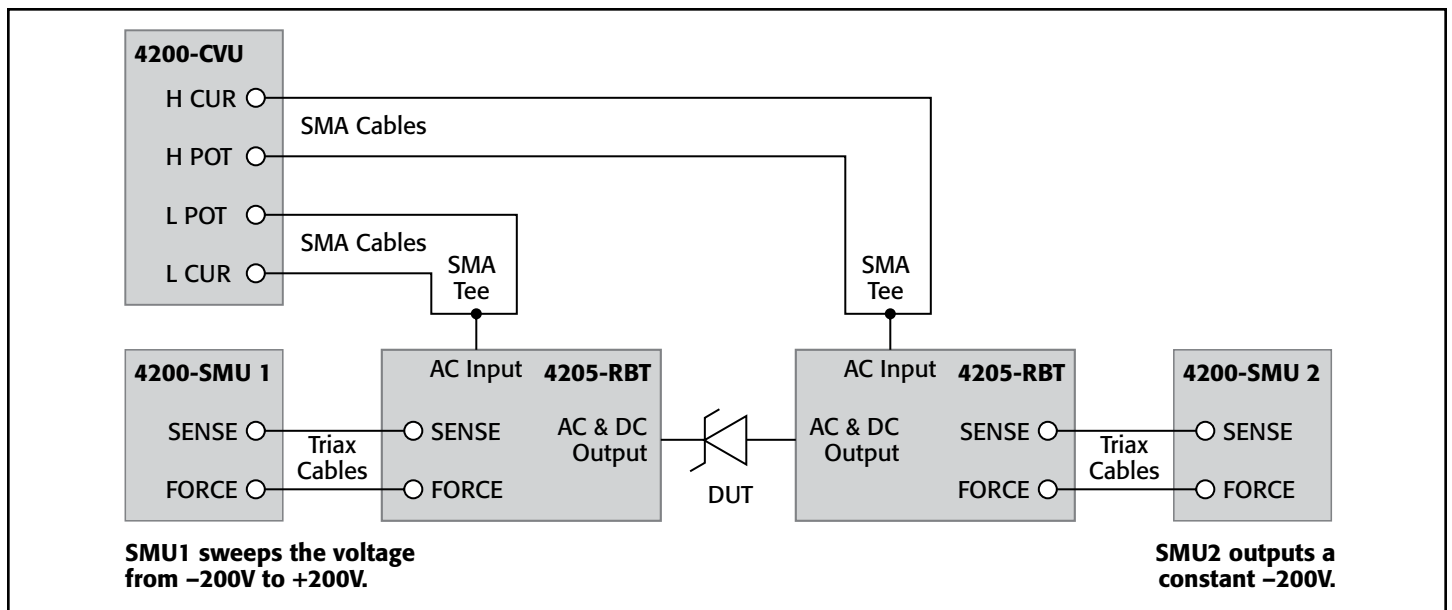 4200-CVU
H CUR
SMA Cables
H POT
L POT
SMA Cables
L CUR
SMA
Tee
SMA
Tee
4200-SMU 1
SENSE
FORCE
Triax
Cables
AC Input
4205-RBT
SENSE
FORCE
AC & DC
Output
DUT
AC Input
4205-RBT
AC & DC
Output
SENSE
FORCE
Triax
Cables
4200-SMU 2
SENSE
FORCE
SMU1 sweeps the voltage
from –200V to +200V.
SMU2 outputs a
constant –200V.